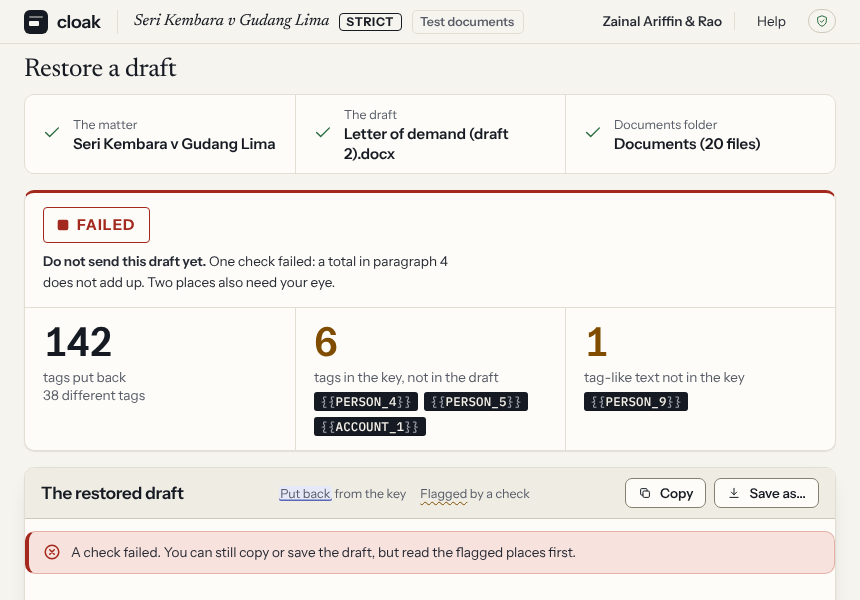 cloak
Seri Kembara v Gudang Lima
STRICT
Test documents
Zainal Ariffin & Rao
Help
Restore a draft
The matter
Seri Kembara v Gudang Lima
The draft
Letter of demand (draft
2).docx
Documents folder
Documents (20 files)
FAILED
Do not send this draft yet. One check failed: a total in paragraph 4
does not add up. Two places also need your eye.
142
tags put back
38 different tags
6
tags in the key, not in the draft
{{PERSON_4}} {{PERSON_5}}
{{ACCOUNT_1}}
1
tag-like text not in the key
{{PERSON_9}}
The restored draft
Put back from the key
Flagged by a check
Copy
Save as...
A check failed. You can still copy or save the draft, but read the flagged places first.